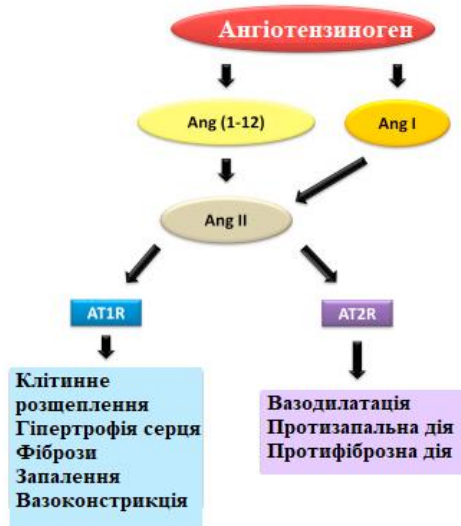 Ангіотензиноген
Ang (1-12)
Ang I
Ang II
AT1R
AT2R
Клітинне
розщеплення
Гіпертрофія серця
Фібрози
Запалення
Вазоконстрикція
Вазодилатація
Протизапальна дія
Протифіброзна дія